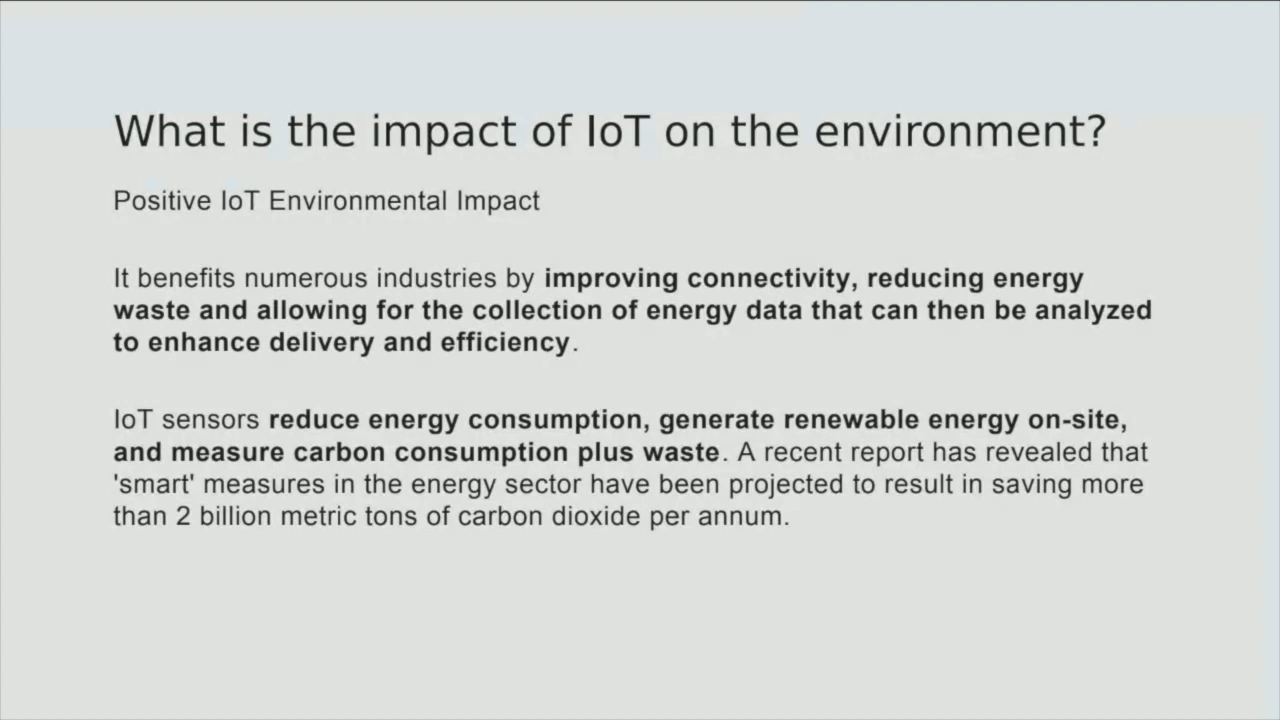 What is the impact of IoT on the environment?
Positive IoT Environmental Impact
It benefits numerous industries by improving connectivity, reducing energy
waste and allowing for the collection of energy data that can then be analyzed
to enhance delivery and efficiency.
IoT sensors reduce energy consumption, generate renewable energy on-site,
and measure carbon consumption plus waste. A recent report has revealed that
'smart' measures in the energy sector have been projected to result in saving more
than 2 billion metric tons of carbon dioxide per annum.